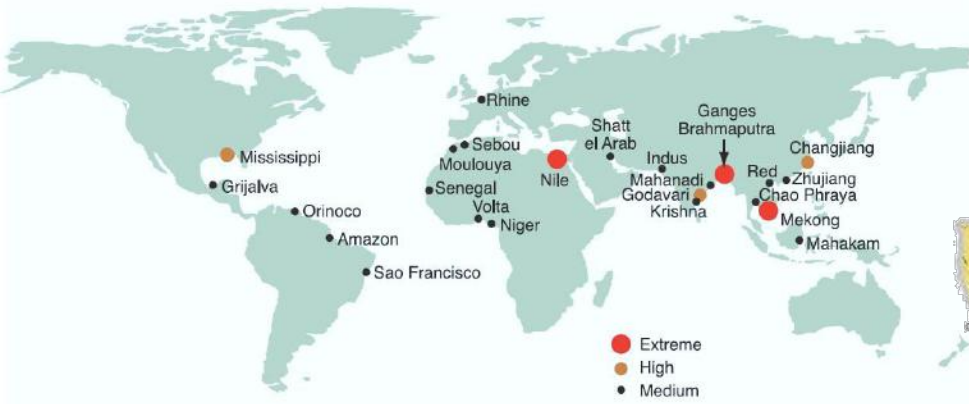 Rhine
Ganges
Brahmaputra
Shatt
el Arab
Changjiang
Sebou
Mississippi
Moulouya
Indus
Red
Nile
Mahanadi
Zhujiang
Grijalva
Senegal
Godavari
Chao Phraya
Volta
Krishna
Orinoco
Niger
Mekong
Amazon
Mahakam
Sao Francisco
Extreme
High
Medium